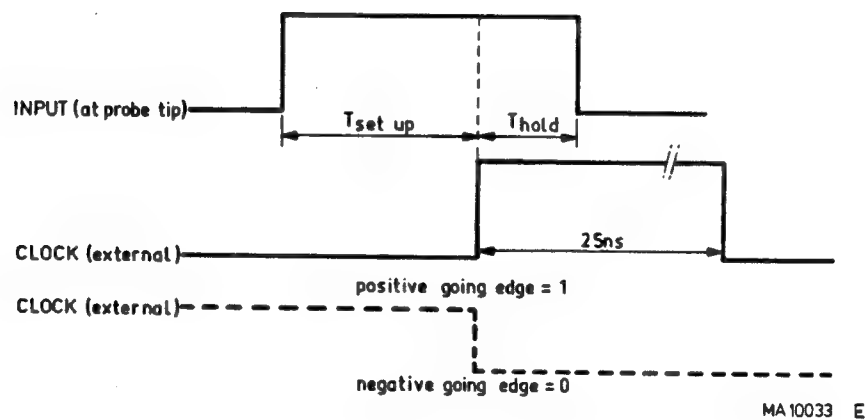 INPUT (at probe tip)
Tset up
Thold
CLOCK (external)
25ns
positive going edge = 1
CLOCK (external)
negative going edge = 0
MA 10033 E